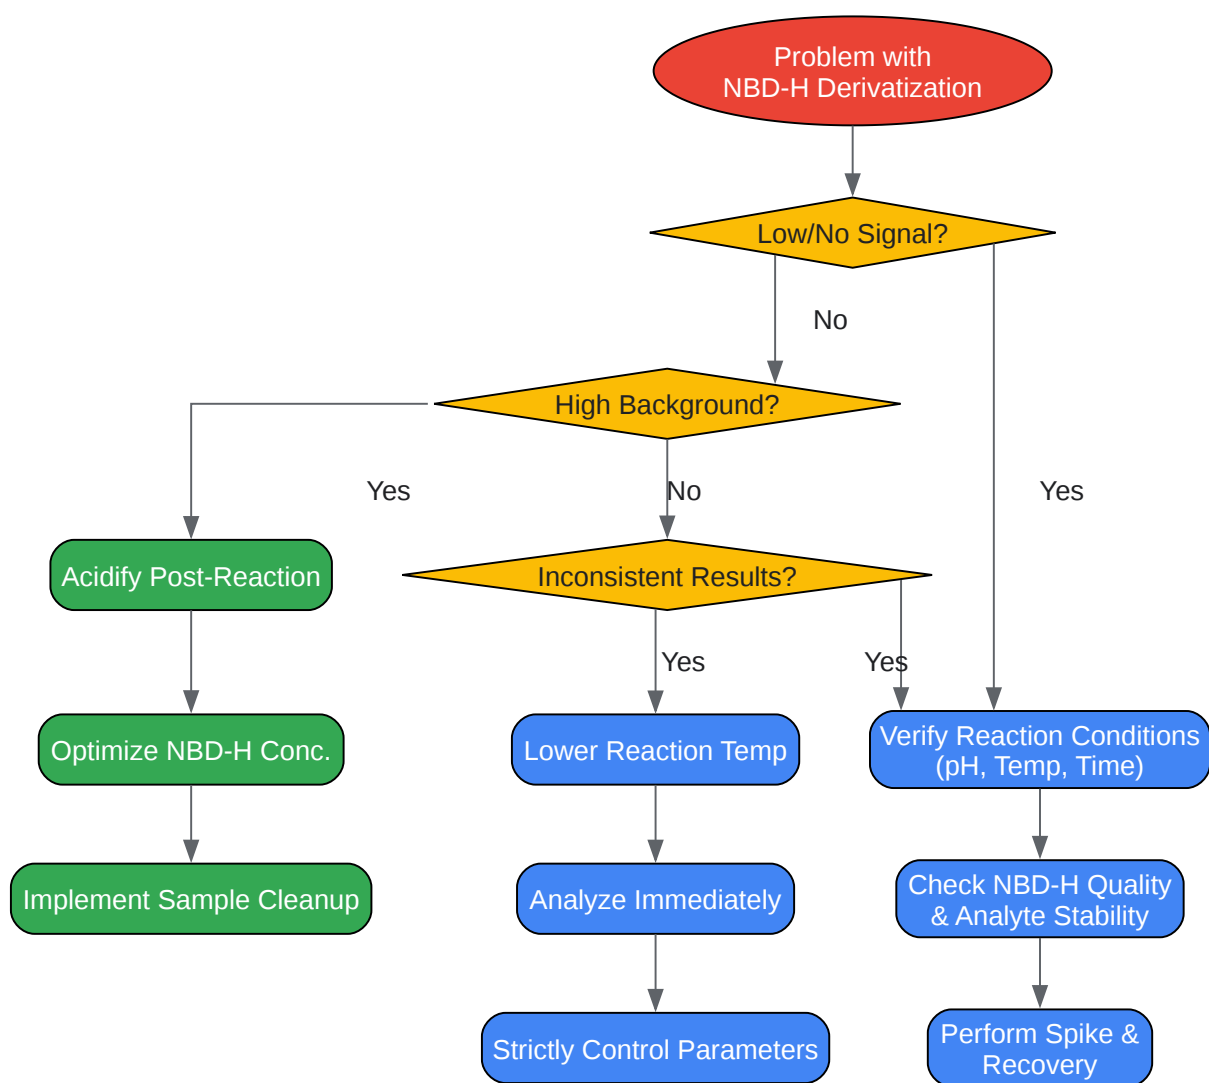 Problem with
NBD-H Derivatization
Low/No Signal?
No
High Background?
Yes
No
Yes
Acidify Post-Reaction
Inconsistent Results?
Yes
Yes
Optimize NBD-H Conc.
Lower Reaction Temp
Verify Reaction Conditions
(pH, Temp, Time)
Implement Sample Cleanup
Analyze Immediately
Check NBD-H Quality
& Analyte Stability
Strictly Control Parameters
Perform Spike &
Recovery